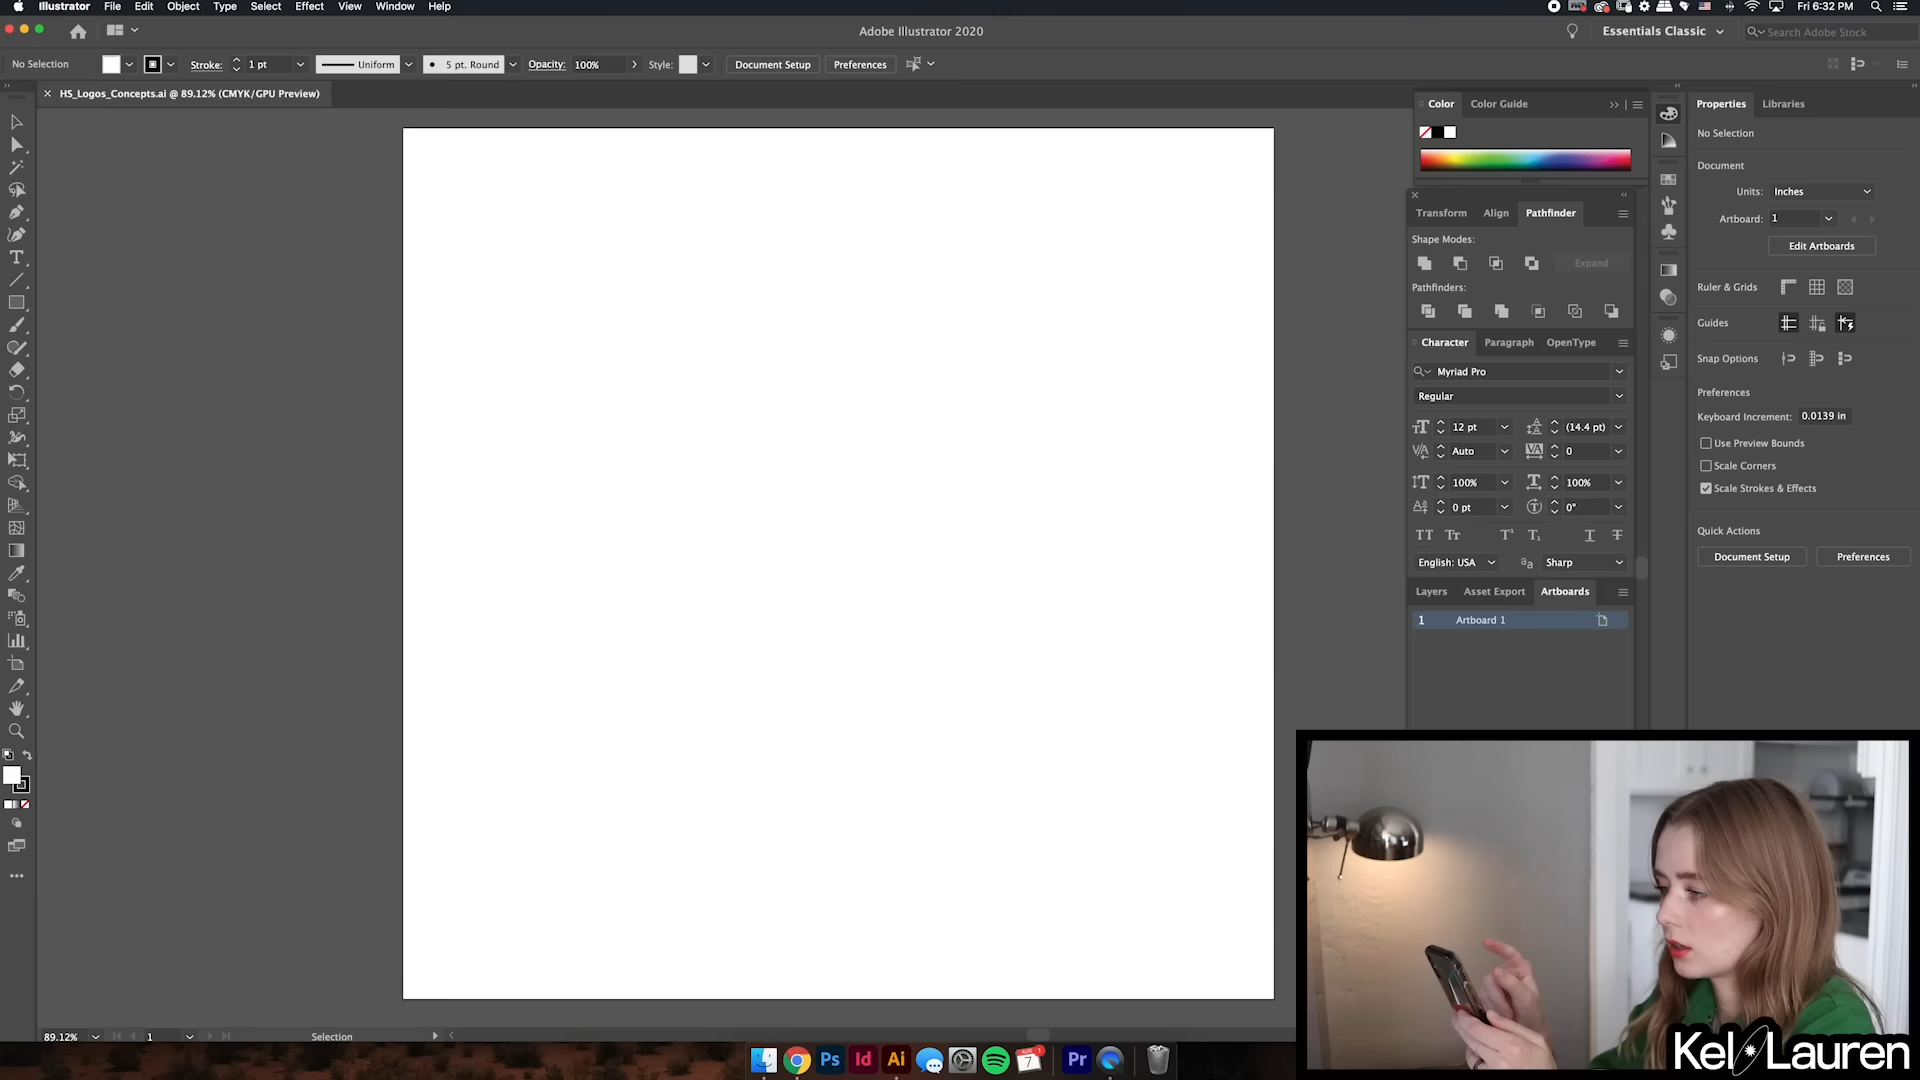 Illustrator File Edit Object Type Select Effect View Window Help
Fri 6:32 PM
Adobe Illustrator 2020
Essentials Classic
Search Adobe Stock
No Selection
Stroke: 1 pt
Uniform
5 pt. Round
Opacity: 100%
Style:
Document Setup
Preferences
HS_Logos_Concepts.ai @ 89.12% (CMYK/GPU Preview)
Color Color Guide
Properties Libraries
No Selection
Document
Units: Inches
Artboard: 1
Edit Artboards
Transform Align Pathfinder
Shape Modes:
Expand
Pathfinders:
Ruler & Grids
Guides
Snap Options
Character Paragraph OpenType
Myriad Pro
Regular
12 pt (14.4 pt)
Auto 0
100% 100%
0 pt 0°
English: USA Sharp
Preferences
Keyboard Increment: 0.0139 in
Use Preview Bounds
Scale Corners
Scale Strokes & Effects
Quick Actions
Document Setup Preferences
Layers Asset Export Artboards
1 Artboard 1
89.12% 1 Selection
Ps Id Ai 7 Pr
Kel Lauren